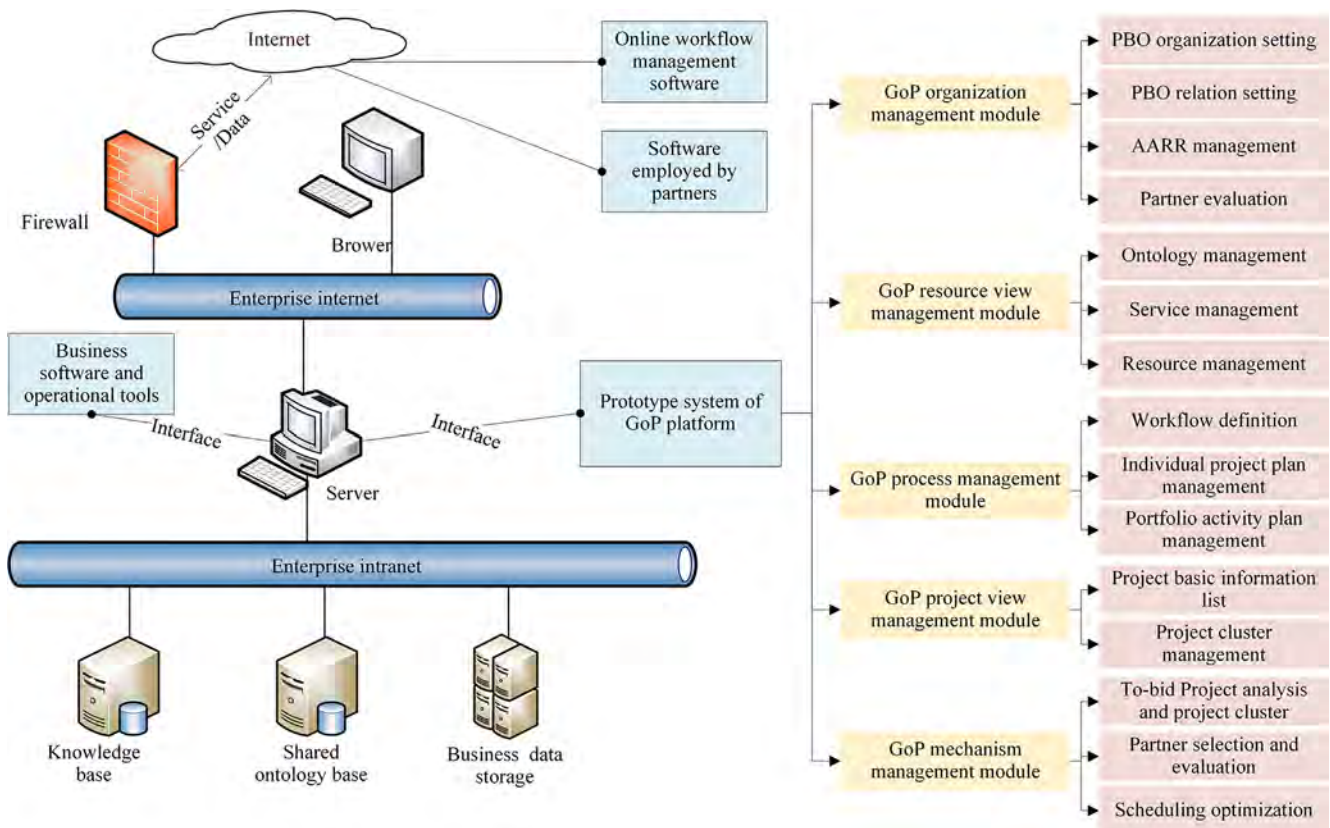 Internet
Online workflow
management
software
Service
/Data
Software
employed by
partners
Firewall
Brower
Enterprise internet
Business
software and
operational tools
Interface
Interface
Prototype system of
GoP platform
Server
Enterprise intranet
Knowledge
base
Shared
ontology base
Business data
storage
GoP organization
management module
PBO organization setting
PBO relation setting
AARR management
Partner evaluation
GoP resource view
management module
Ontology management
Service management
Resource management
GoP process management
module
Workflow definition
Individual project plan
management
Portfolio activity plan
management
GoP project view
management module
Project basic information
list
Project cluster
management
GoP mechanism
management module
To-bid Project analysis
and project cluster
Partner selection and
evaluation
Scheduling optimization